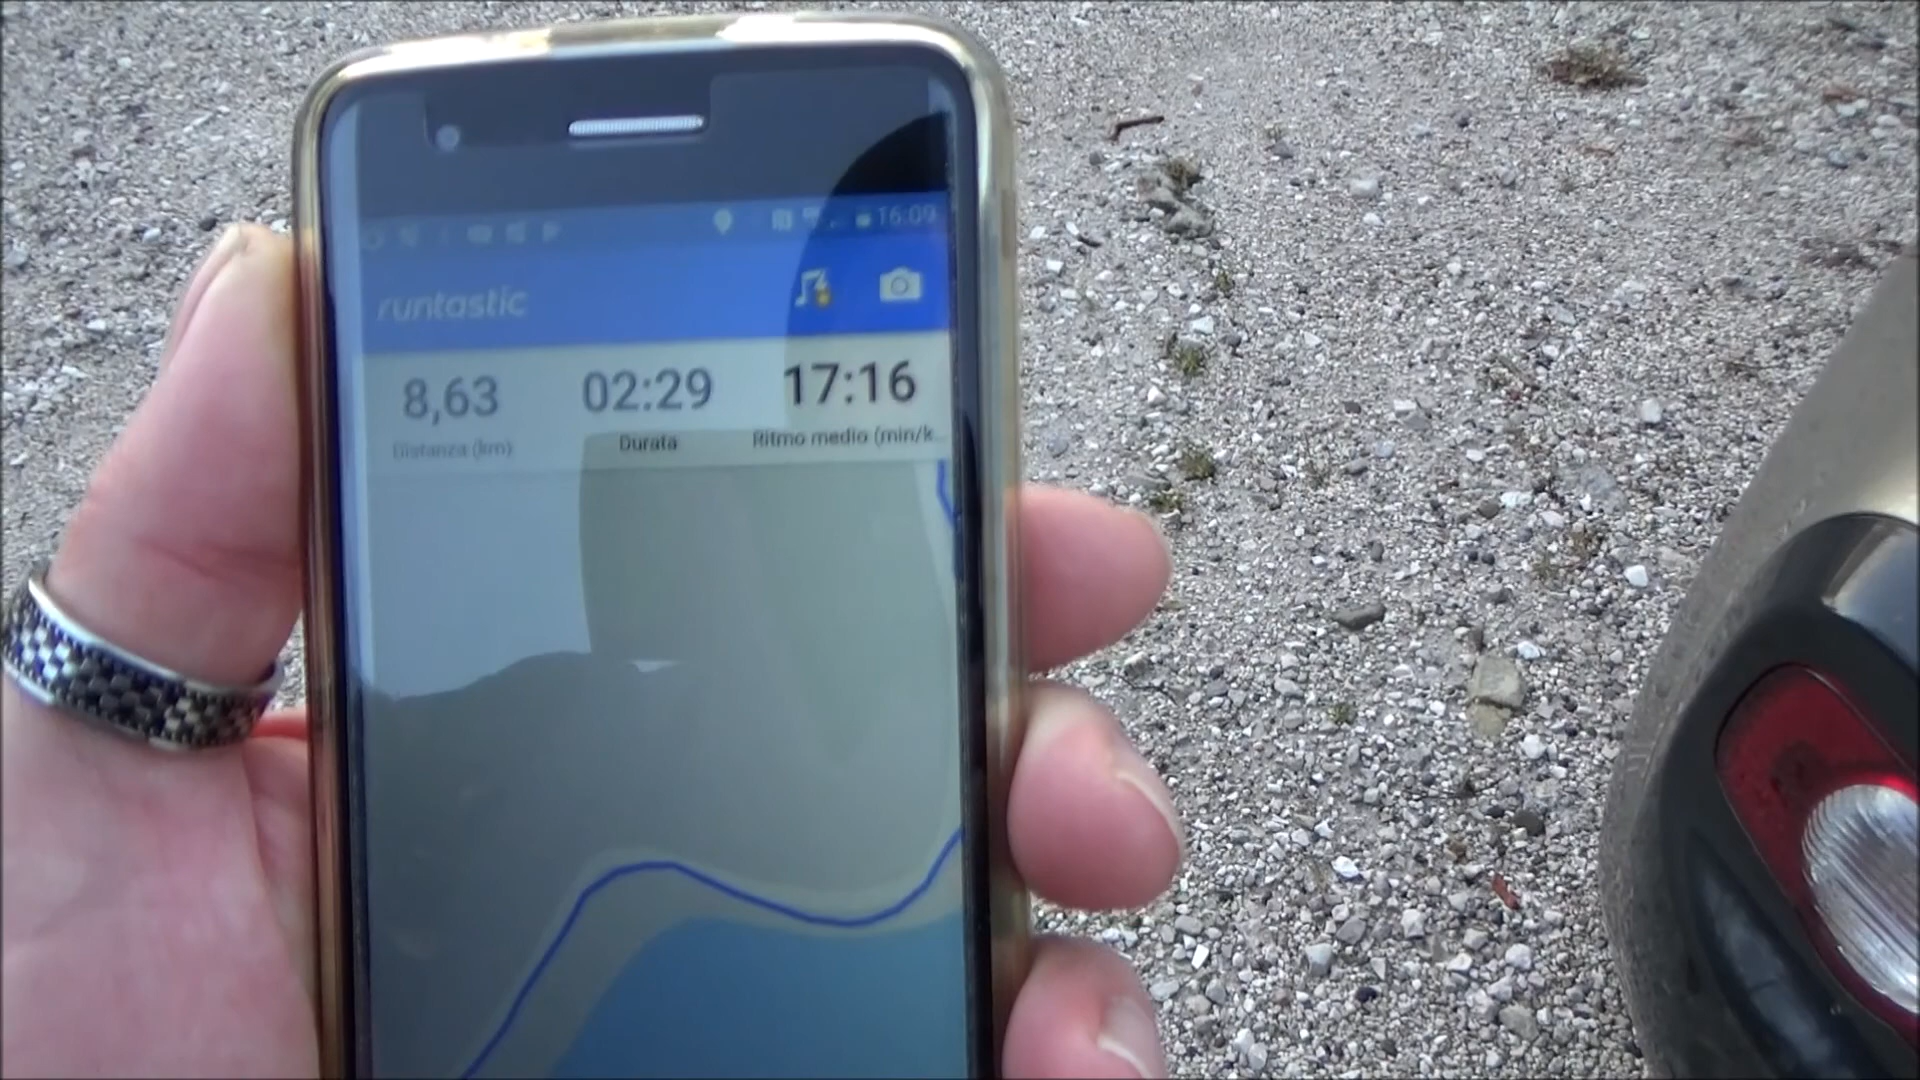 16:09
runtastic
8,63 02:29 17:16
Distanza (km) Durata Ritmo medio (min/k...